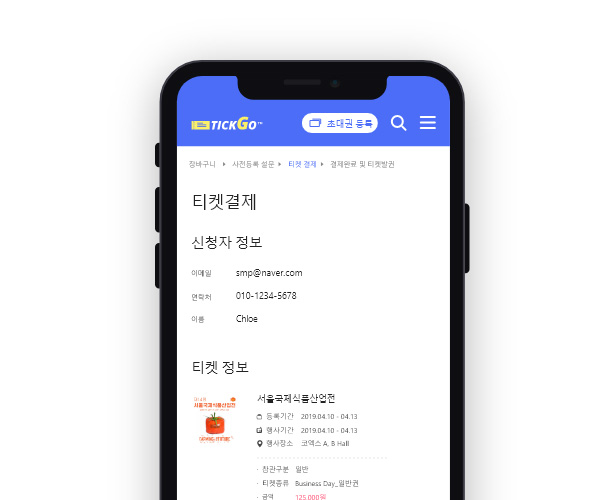 TICKGO™
초대권 등록
장바구니 ▸ 사전등록 설문 ▸ 티켓 결제 ▸ 결제완료 및 티켓발권
티켓결제
신청자 정보
이메일 smp@naver.com
연락처 010-1234-5678
이름 Chloe
티켓 정보
서울국제식품산업전
서울국제식품산업전
등록기간 2019.04.10 - 04.13
행사기간 2019.04.10 - 04.13
행사장소 코엑스 A, B Hall
· 참관구분 일반
· 티켓종류 Business Day_일반권
· 금액 125,000원